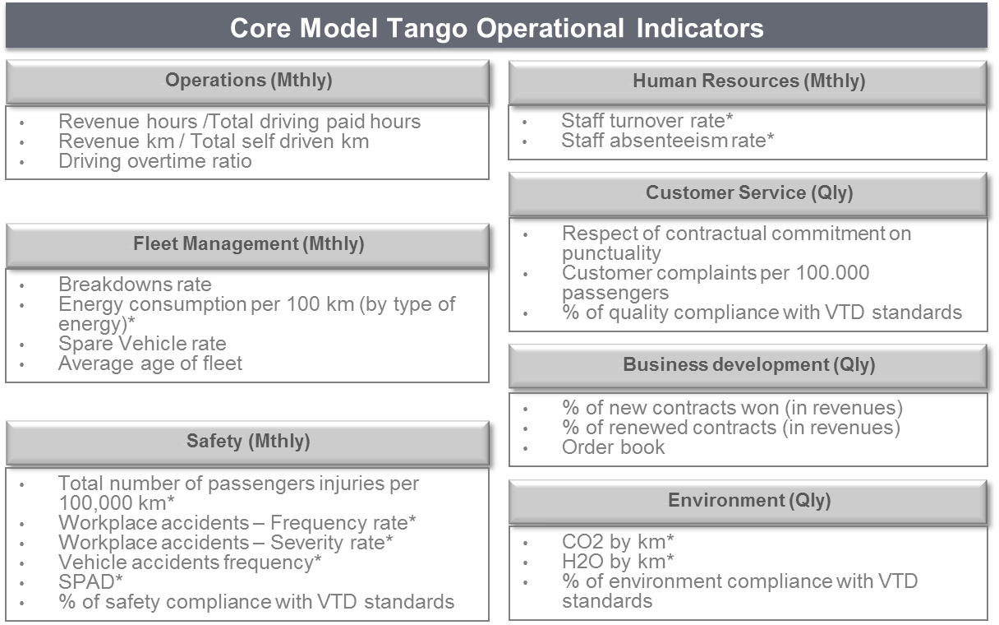 Core Model Tango Operational Indicators
Operations (Mthly)
• Revenue hours /Total driving paid hours
• Revenue km / Total self driven km
• Driving overtime ratio
Fleet Management (Mthly)
• Breakdowns rate
• Energy consumption per 100 km (by type of
energy)*
• Spare Vehicle rate
• Average age of fleet
Safety (Mthly)
• Total number of passengers injuries per
100,000 km*
• Workplace accidents – Frequency rate*
• Workplace accidents – Severity rate*
• Vehicle accidents frequency*
• SPAD*
• % of safety compliance with VTD standards
Human Resources (Mthly)
• Staff turnover rate*
• Staff absenteeism rate*
Customer Service (Qly)
• Respect of contractual commitment on
punctuality
• Customer complaints per 100.000
passengers
• % of quality compliance with VTD standards
Business development (Qly)
• % of new contracts won (in revenues)
• % of renewed contracts (in revenues)
• Order book
Environment (Qly)
• CO2 by km*
• H2O by km*
• % of environment compliance with VTD
standards